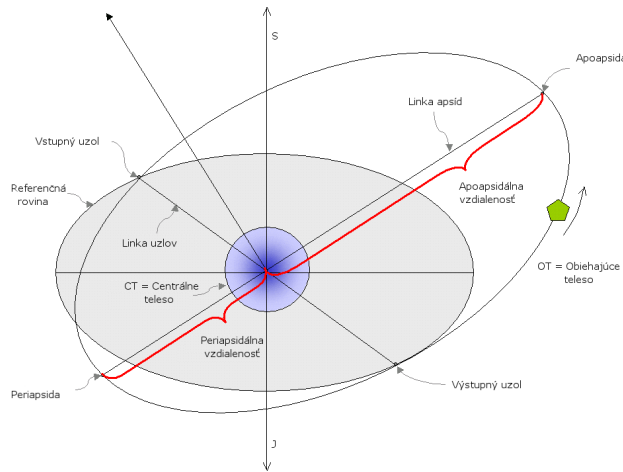 S
Apoapsida
Linka apsíd
Vstupný uzol
Apoapsidálna
vzdialenosť
Referenčná
rovina
Linka uzlov
OT = Obiehajúce
teleso
CT = Centrálne
teleso
Periapsidálna
vzdialenosť
Periapsida
Výstupný uzol
J